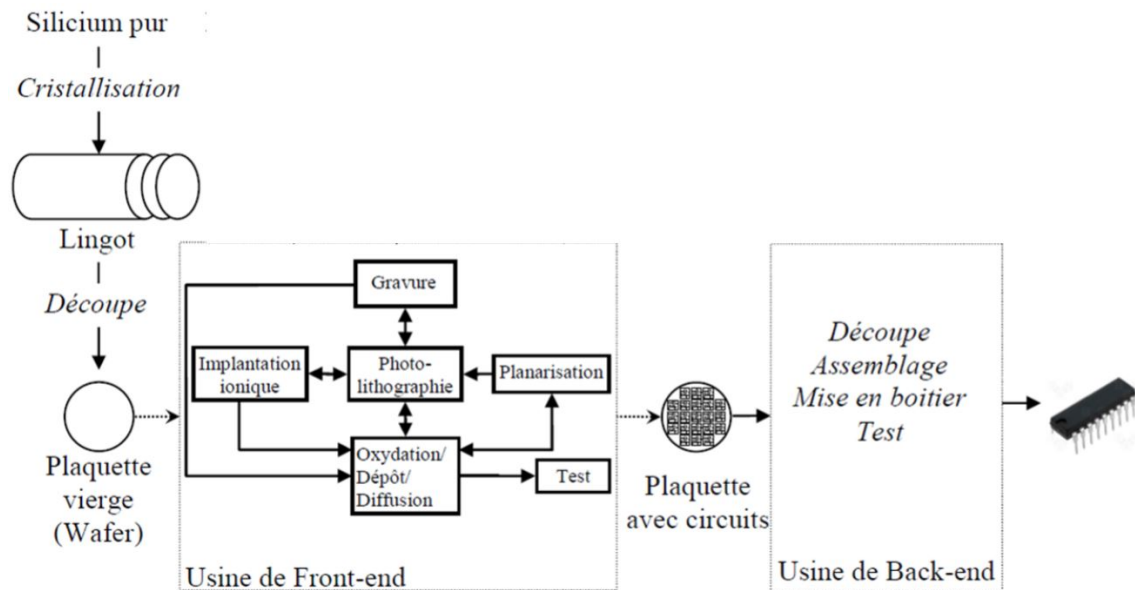 Silicium pur
Cristallisation
Lingot
Découpe
Plaquette
vierge
(Wafer)
Gravure
Implantation
ionique
Photo-
lithographie
Planarisation
Oxydation/
Dépôt/
Diffusion
Test
Usine de Front-end
Plaquette
avec circuits
Découpe
Assemblage
Mise en boitier
Test
Usine de Back-end